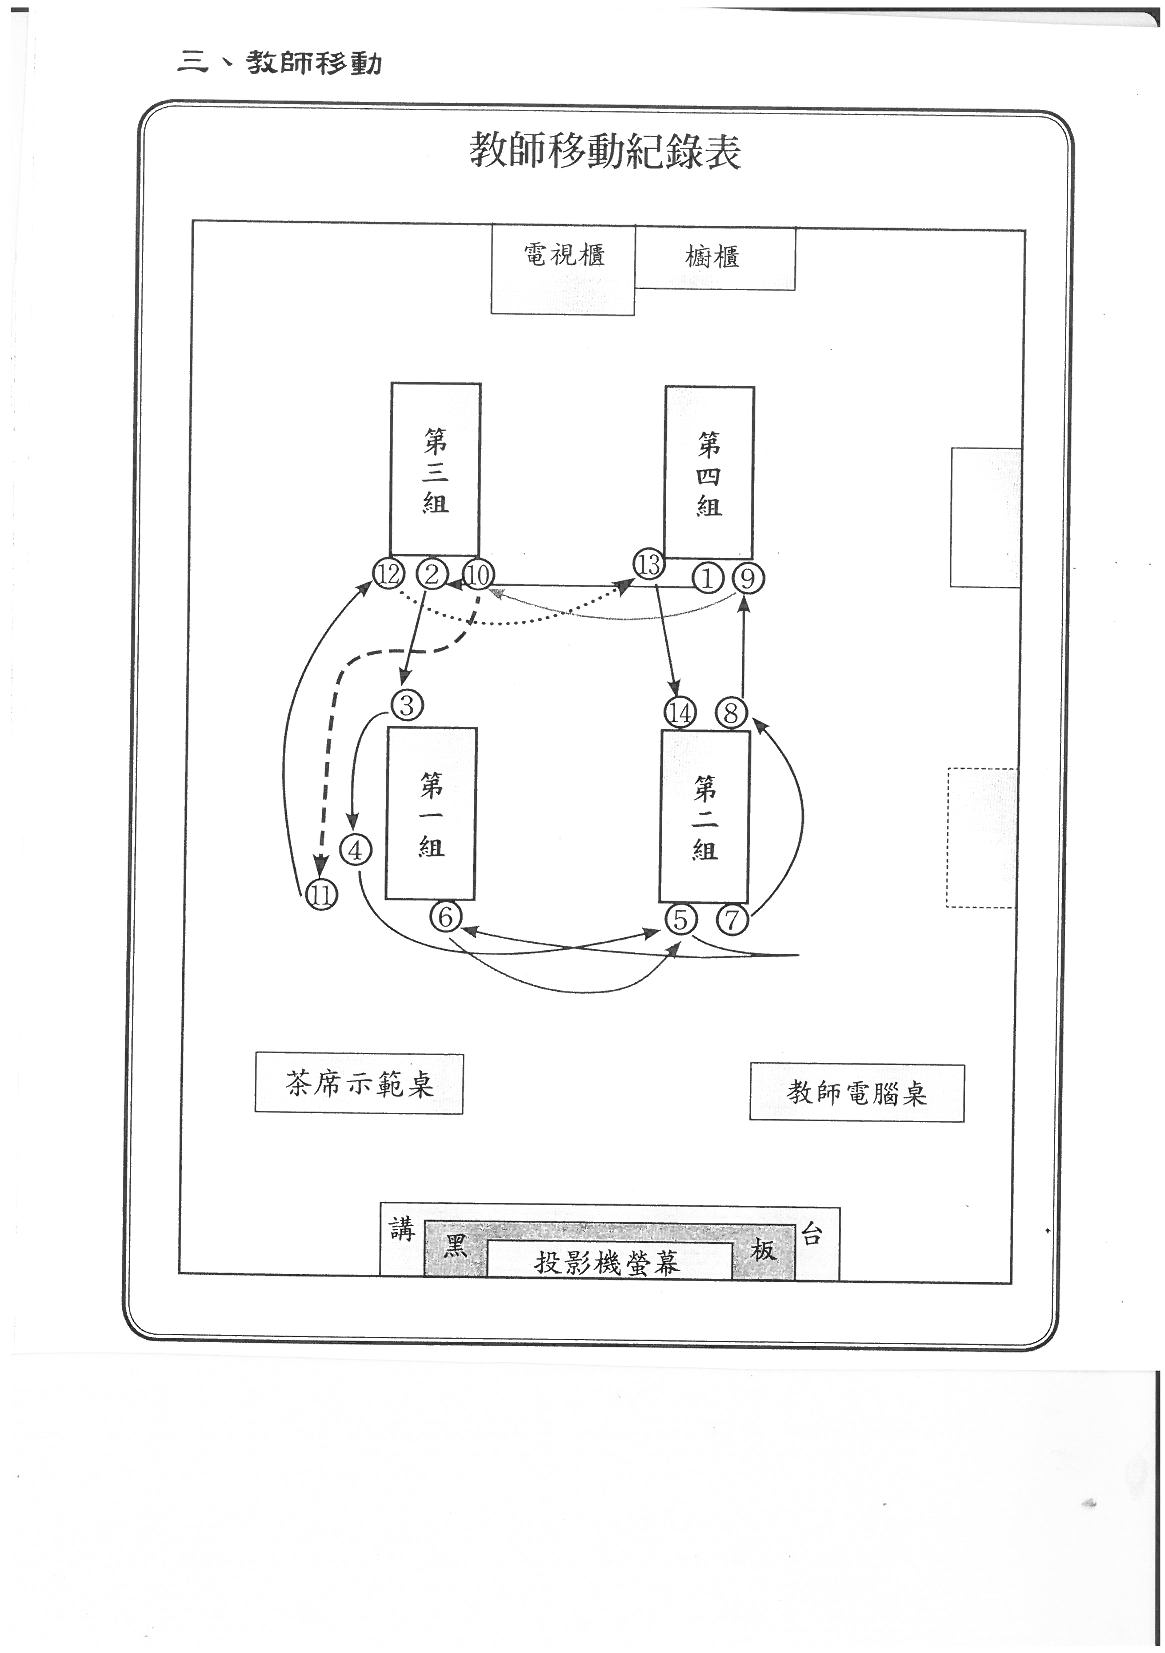 三、教師移動
教師移動紀錄表
電視櫃
櫥櫃
第三組
第四組
⑫ ② ⑩
⑬ ① ⑨
③
⑭ ⑧
第一組
第二組
④
⑪
⑥
⑤ ⑦
茶席示範桌
教師電腦桌
講台
黑板
投影機螢幕